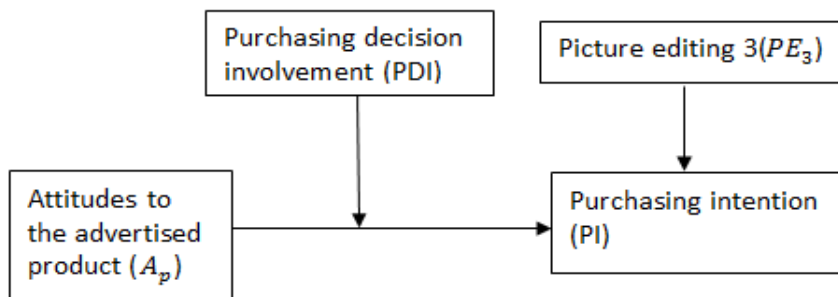 Purchasing decision
involvement (PDI)
Picture editing 3(PE₃)
Attitudes to
the advertised
product (Aₚ)
Purchasing intention
(PI)